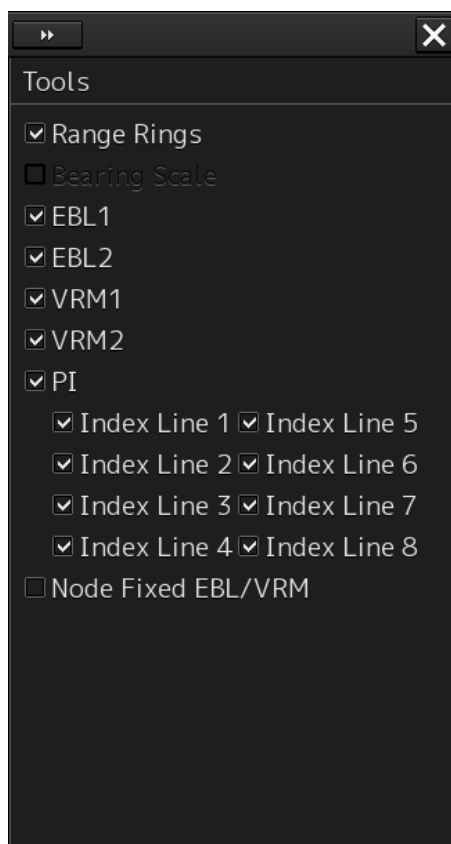 Tools
Range Rings
Bearing Scale
EBL1
EBL2
VRM1
VRM2
PI
Index Line 1 Index Line 5
Index Line 2 Index Line 6
Index Line 3 Index Line 7
Index Line 4 Index Line 8
Node Fixed EBL/VRM